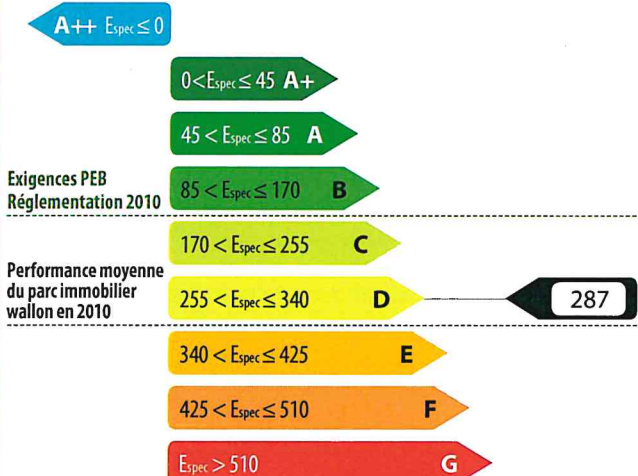 A++ Espec ≤ 0
0 < Espec ≤ 45 A+
45 < Espec ≤ 85 A
Exigences PEB
Réglementation 2010
85 < Espec ≤ 170 B
170 < Espec ≤ 255 C
Performance moyenne
du parc immobilier
wallon en 2010
255 < Espec ≤ 340 D
287
340 < Espec ≤ 425 E
425 < Espec ≤ 510 F
Espec > 510 G